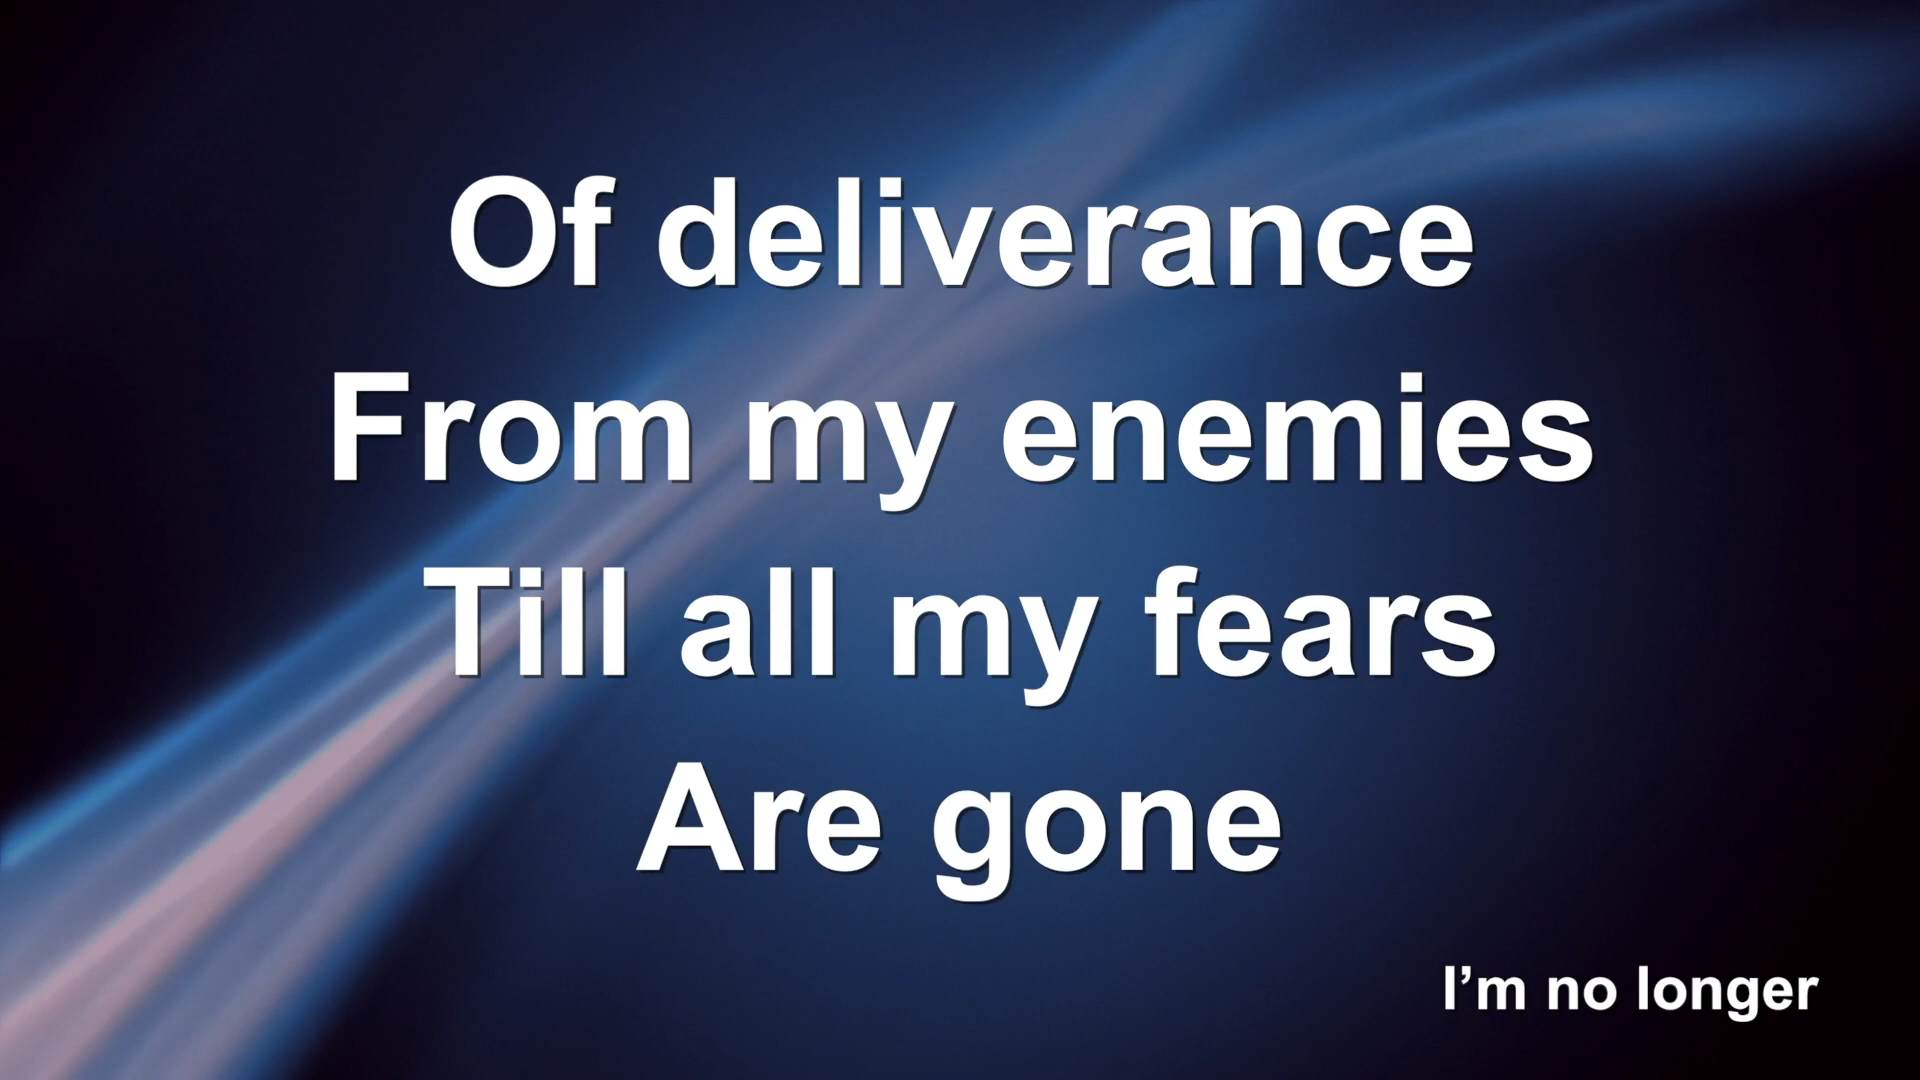 Of deliverance
From my enemies
Till all my fears
Are gone
I’m no longer